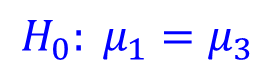 H₀: μ₁ = μ₃